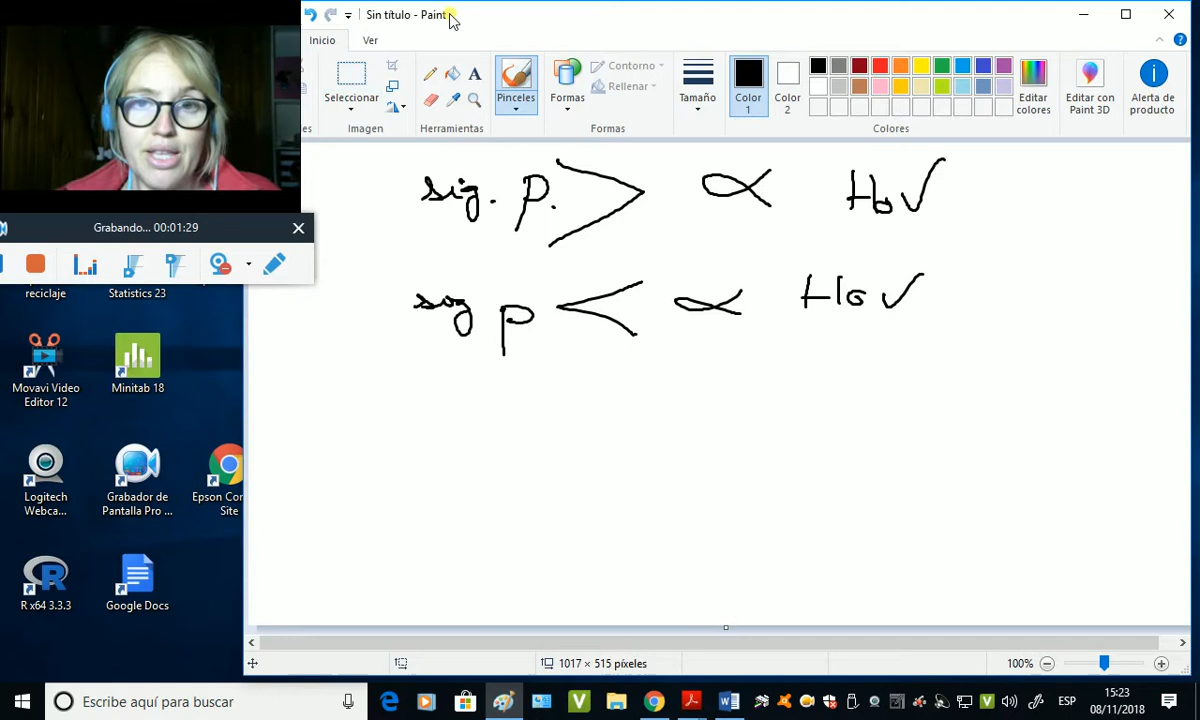 Sin título - Paint
Inicio Ver
Contorno
Rellenar
Seleccionar
Pinceles
Formas
Tamaño
Color 1
Color 2
Editar colores
Editar con Paint 3D
Alerta de producto
Imagen
Herramientas
Formas
Colores
sig. p. > α Ho ✓
sig p < α Ho ✓
Grabando... 00:01:29
reciclaje
Statistics 23
Movavi Video Editor 12
Minitab 18
Logitech Webca...
Grabador de Pantalla Pro ...
Epson Con
Site
R x64 3.3.3
Google Docs
1017 × 515 píxeles
100%
Escribe aquí para buscar
ESP
15:23
08/11/2018